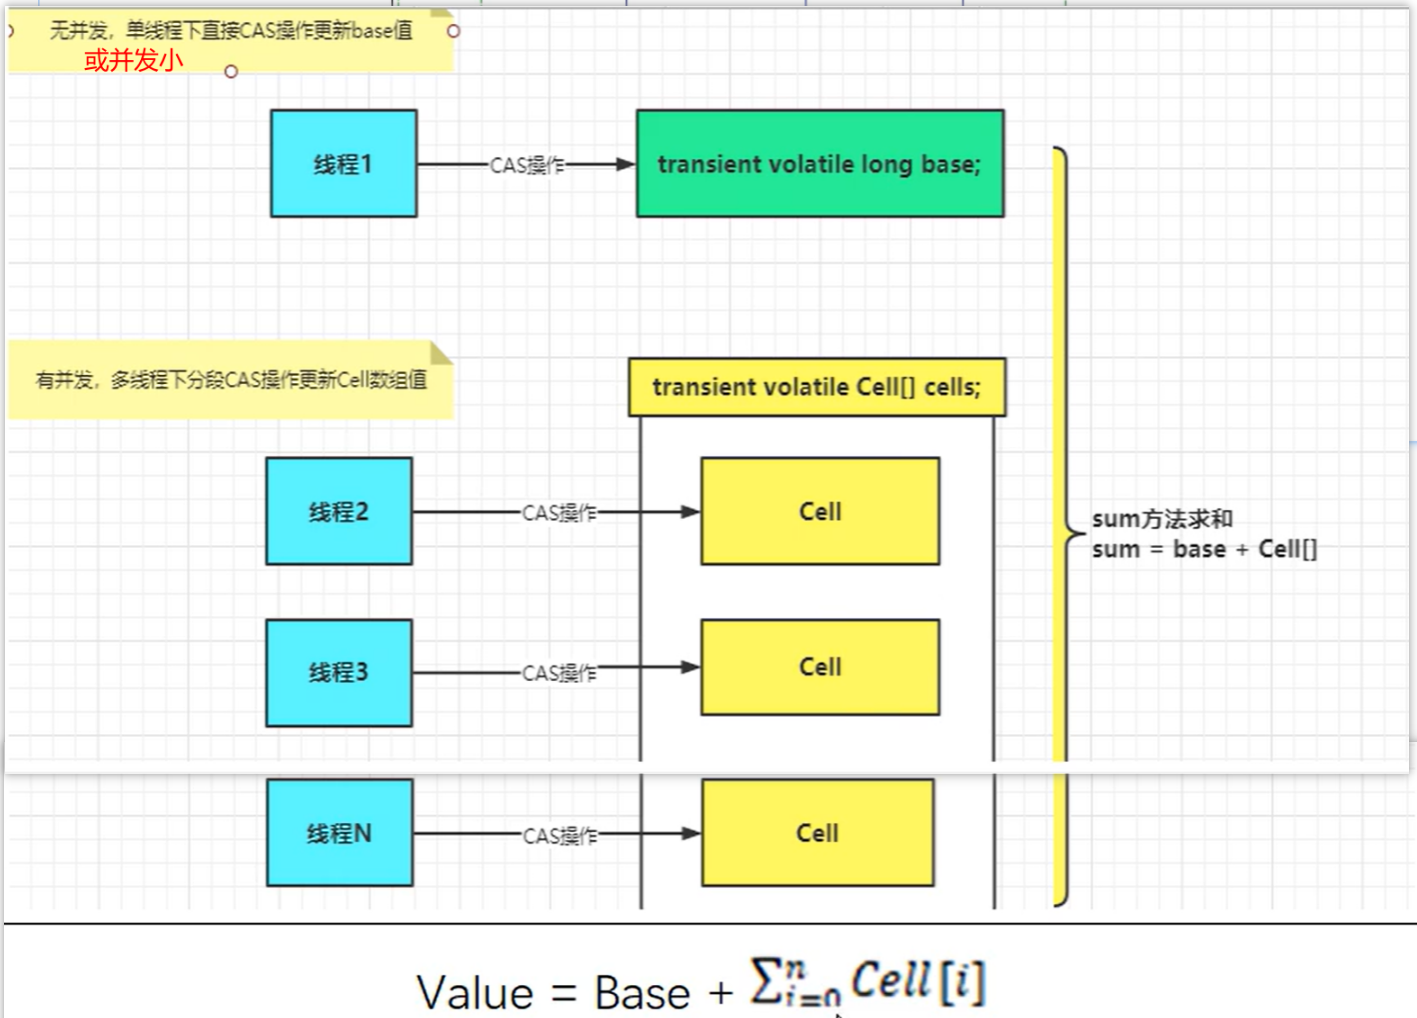 无并发，单线程下直接CAS操作更新base值
或并发小
线程1
CAS操作
transient volatile long base;
有并发，多线程下分段CAS操作更新Cell数组值
transient volatile Cell[] cells;
线程2
CAS操作
Cell
sum方法求和
sum = base + Cell[]
线程3
CAS操作
Cell
线程N
CAS操作
Cell
Value = Base + ∑ⁿᵢ₌₀ Cell[i]